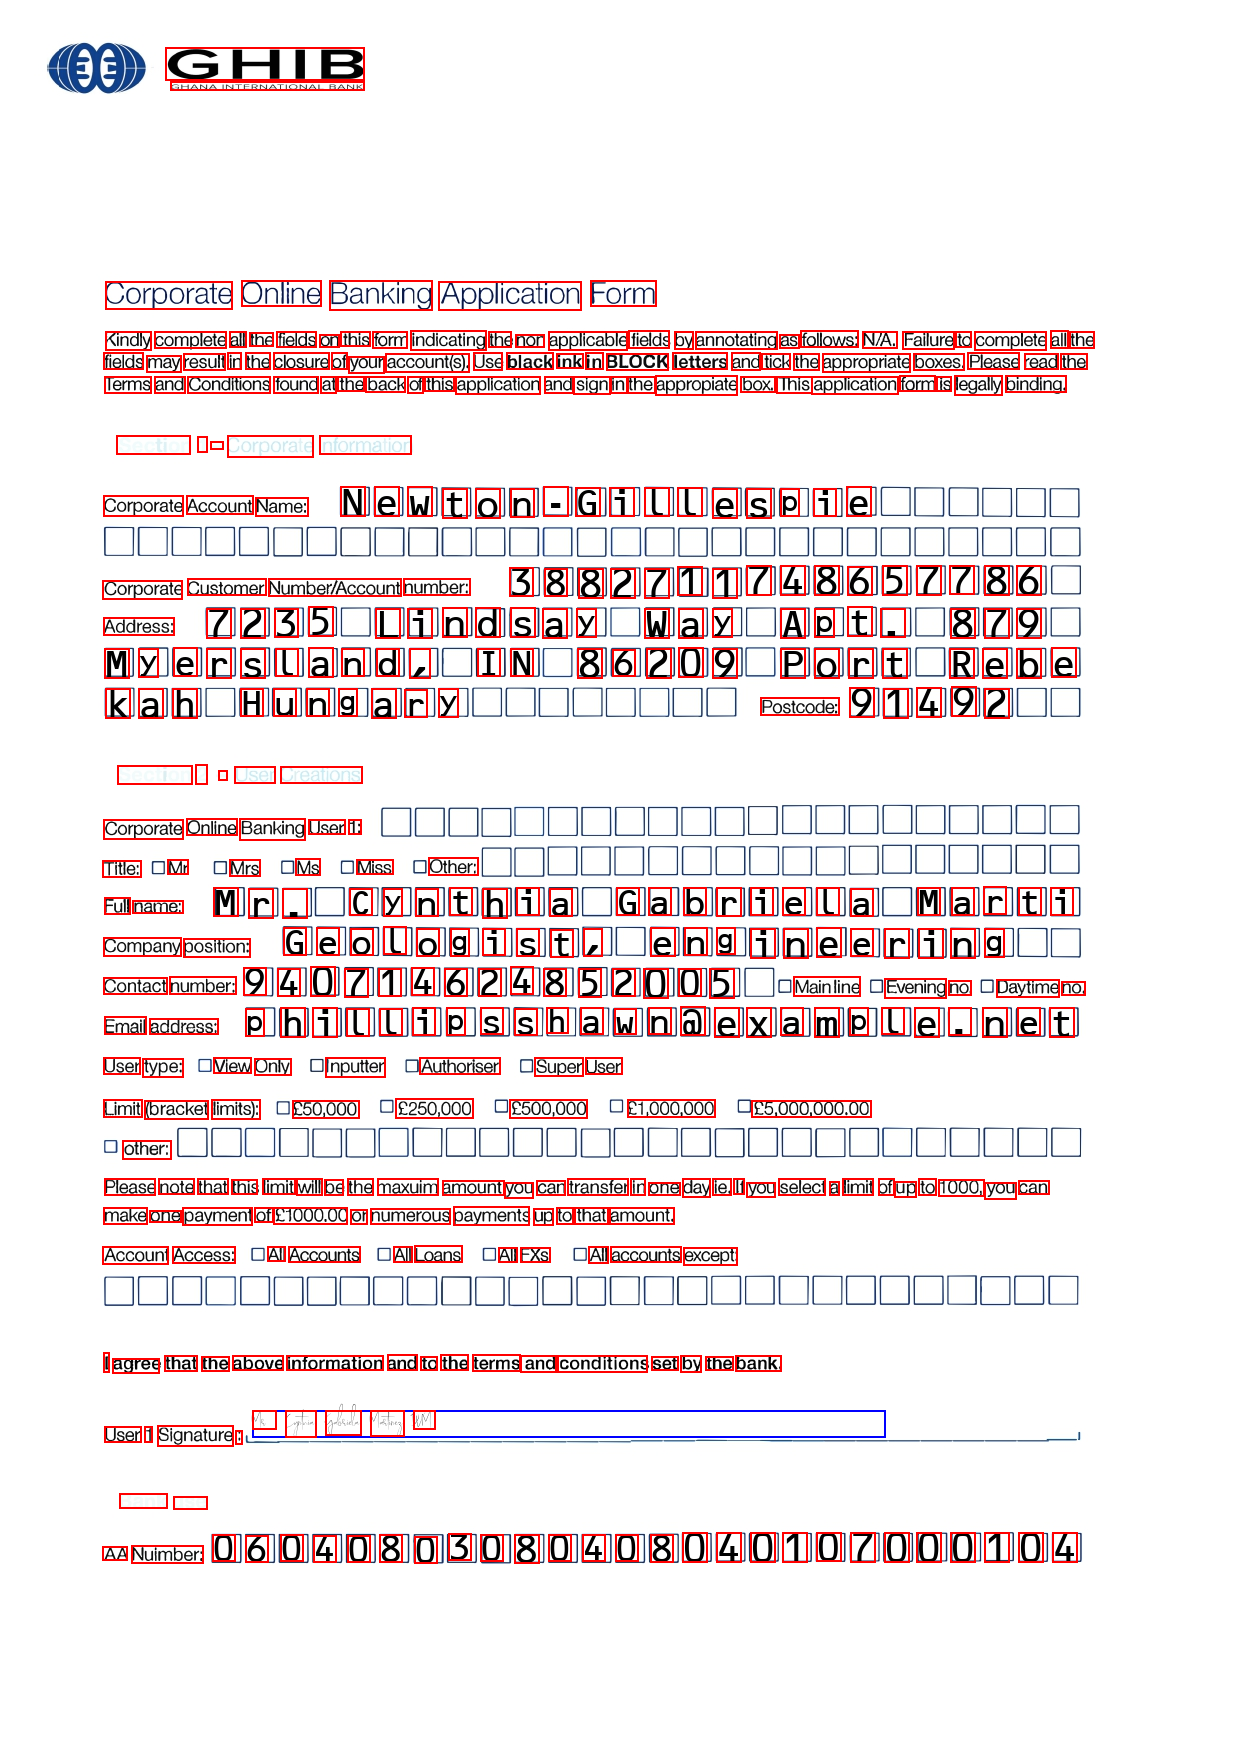 GHIB
GHANA INTERNATIONAL BANK
Corporate Online Banking Application Form
Kindly complete all the fields on this form indicating the non applicable fields by annotating as follows: N/A. Failure to complete all the
fields may result in the closure of your account(s). Use black ink in BLOCK letters and tick the appropriate boxes. Please read the
Terms and Conditions found at the back of this application and sign in the appropiate box. This application form is legally binding.
Section - Corporate Information
Corporate Account Name: Newton-Gillespie
Corporate Customer Number/Account number: 3882711748657786
Address: 7235 Lindsay Way Apt. 879
Myersland, IN 86209 Port Rebe
kah Hungary Postcode: 91492
Section - User Creations
Corporate Online Banking User 1:
Title: Mr Mrs Ms Miss Other:
Full name: Mr. Cynthia Gabriela Marti
Company position: Geologist, engineering
Contact number: 940714624852005 Main line Evening no Daytime no.
Email address: phillipsshawn@example.net
User type: View Only Inputter Authoriser Super User
Limit (bracket limits): £50,000 £250,000 £500,000 £1,000,000 £5,000,000.00
other:
Please note that this limit will be the maxuim amount you can transfer in one day ie. If you select a limit of up to 1000, you can
make one payment of £1000.00 or numerous payments up to that amount.
Account Access: All Accounts All Loans All FXs All accounts except
I agree that the above information and to the terms and conditions set by the bank.
User 1 Signature : Mr. Cynthia Gabriela Martinez
AA Nuimber: 06040803080408040107000104